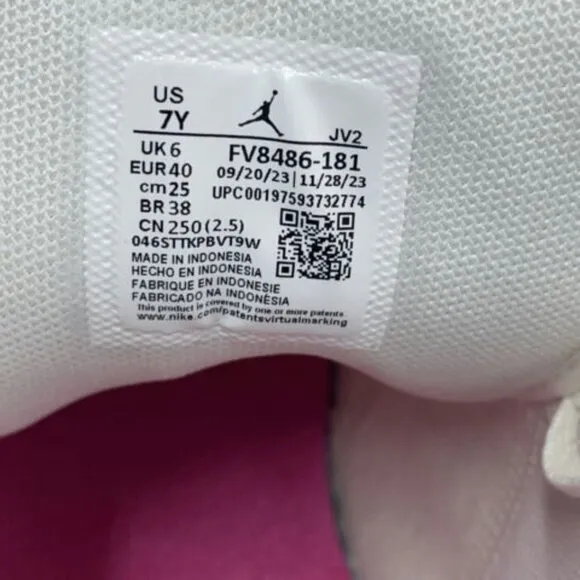 US
7Y
JV2
UK 6
FV8486-181
EUR 40
09/20/23 | 11/28/23
cm 25
UPC00197593732774
BR 38
CN 250 (2.5)
046STTKPBVT9W
MADE IN INDONESIA
HECHO EN INDONESIA
FABRIQUE EN INDONESIE
FABRICADO NA INDONÉSIA
This product is covered by one or more patents
www.nike.com/patentsvirtualmarking